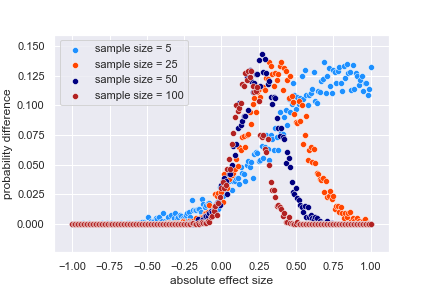 sample size = 5
sample size = 25
sample size = 50
sample size = 100
0.150
0.125
0.100
0.075
0.050
0.025
0.000
probability difference
−1.00 −0.75 −0.50 −0.25 0.00 0.25 0.50 0.75 1.00
absolute effect size